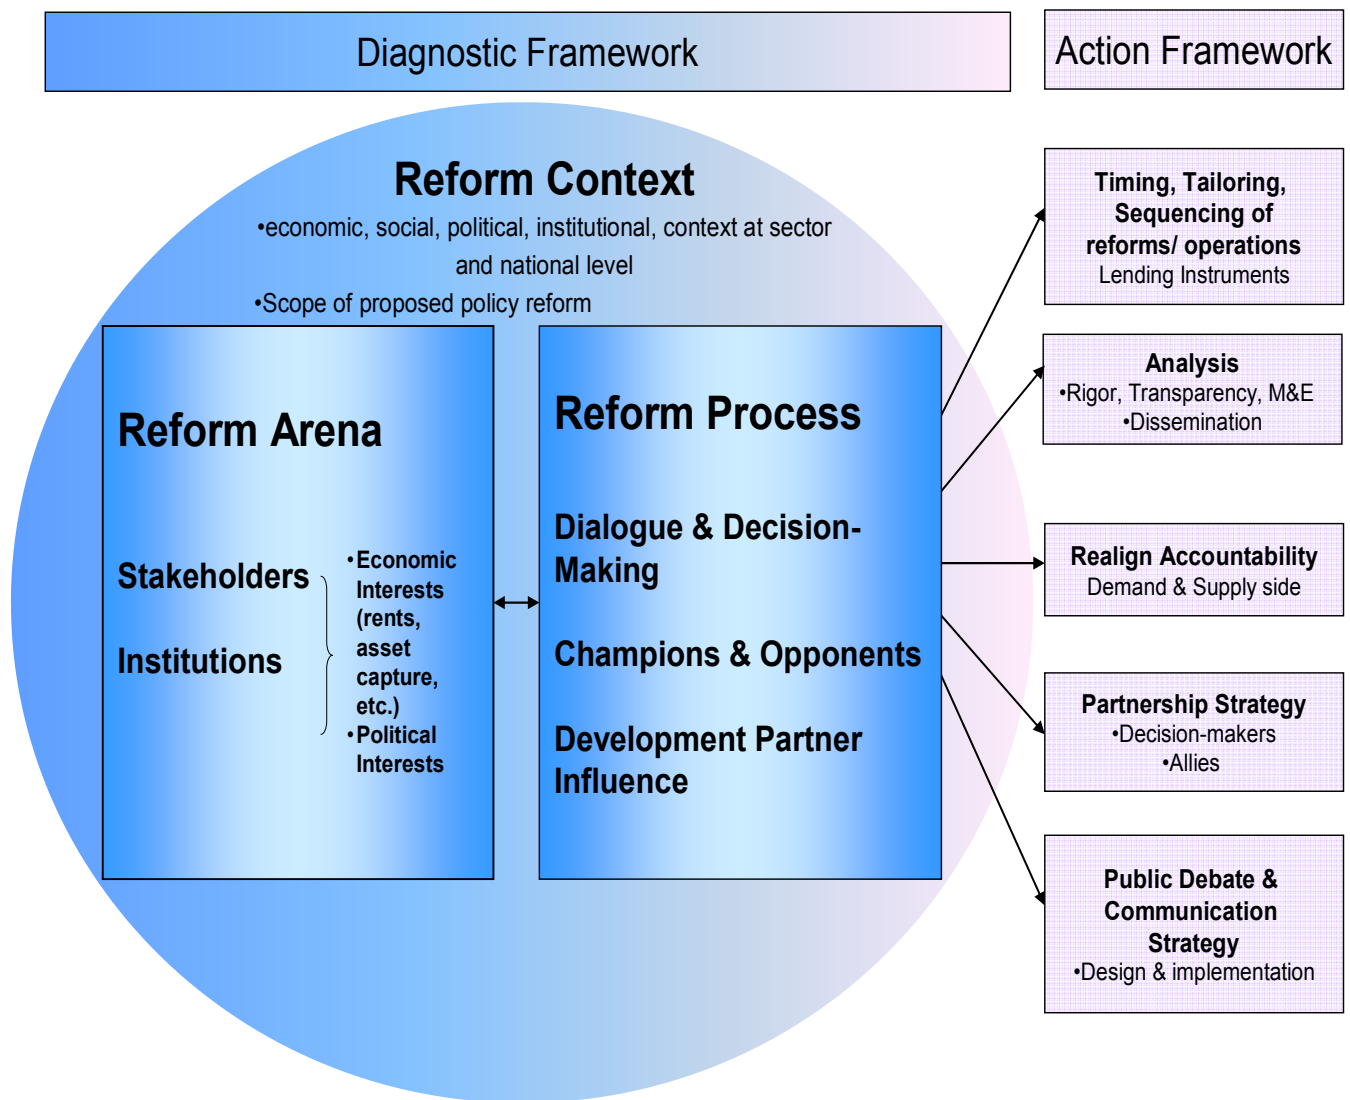 Diagnostic Framework
Action Framework
Reform Context
•economic, social, political, institutional, context at sector
and national level
•Scope of proposed policy reform
Reform Arena
Stakeholders
Institutions
•Economic
Interests
(rents,
asset
capture,
etc.)
•Political
Interests
Reform Process
Dialogue & Decision-
Making
Champions & Opponents
Development Partner
Influence
Timing, Tailoring,
Sequencing of
reforms/ operations
Lending Instruments
Analysis
•Rigor, Transparency, M&E
•Dissemination
Realign Accountability
Demand & Supply side
Partnership Strategy
•Decision-makers
•Allies
Public Debate &
Communication
Strategy
•Design & implementation